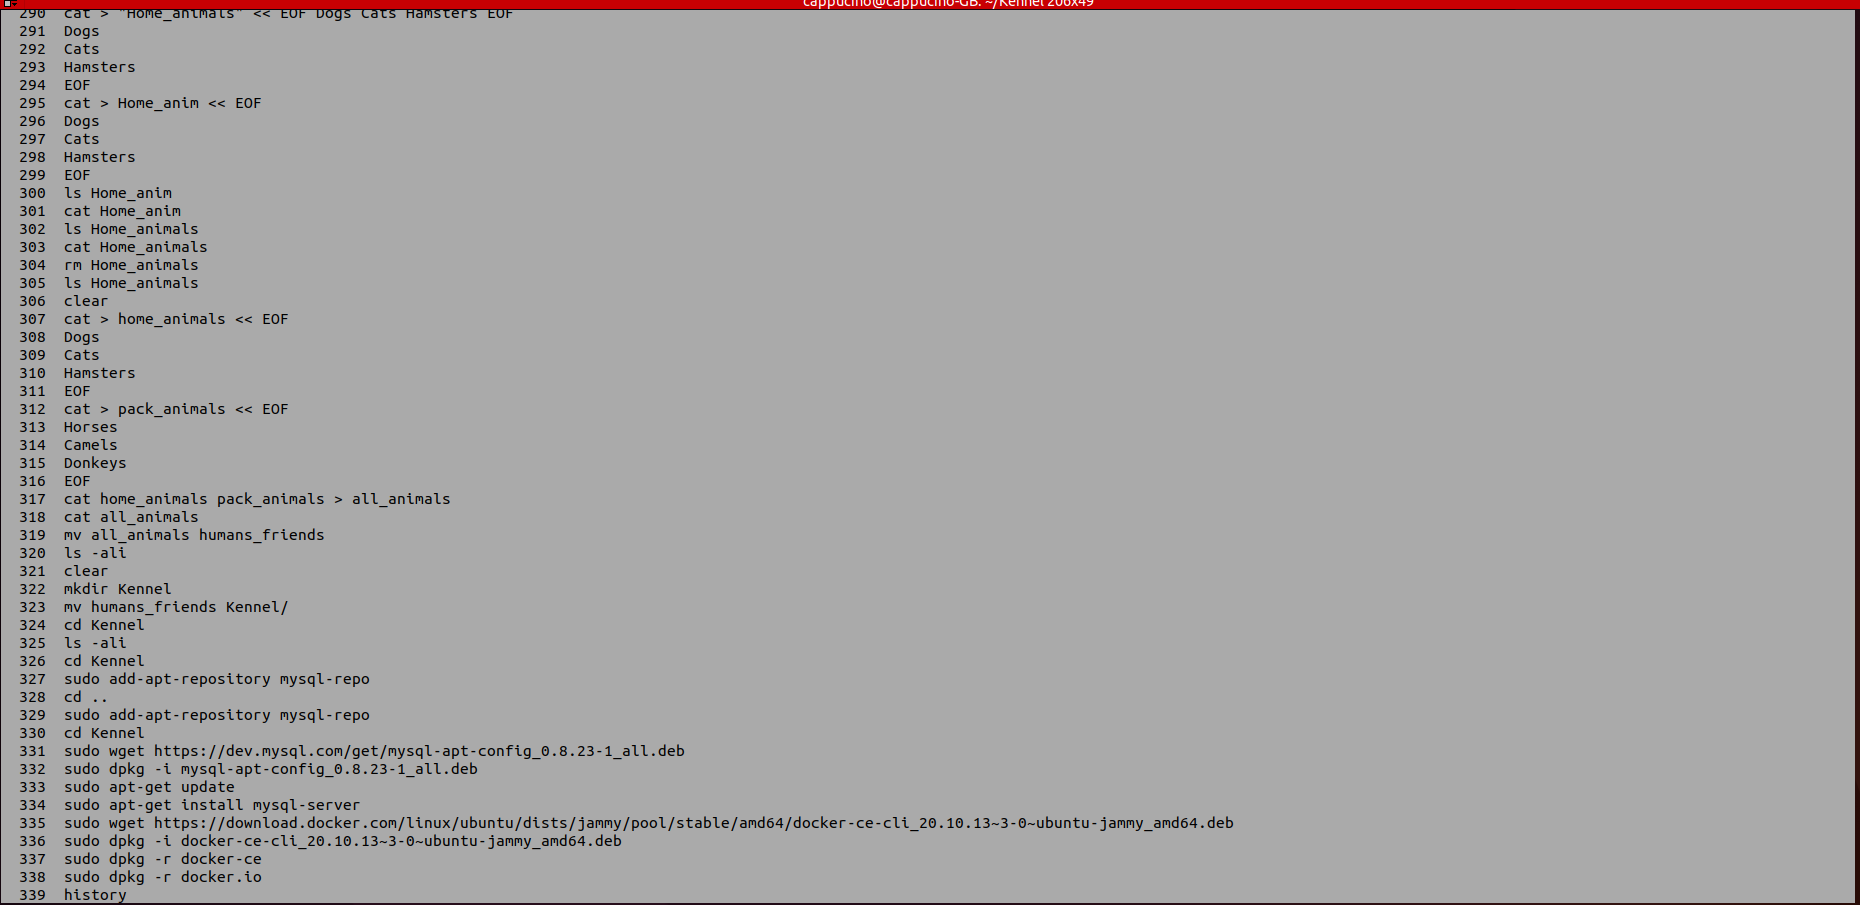 cappucino@cappucino-GB: ~/Kennel 206x49
290 cat > "Home_animals" << EOF Dogs Cats Hamsters EOF
291 Dogs
292 Cats
293 Hamsters
294 EOF
295 cat > Home_anim << EOF
296 Dogs
297 Cats
298 Hamsters
299 EOF
300 ls Home_anim
301 cat Home_anim
302 ls Home_animals
303 cat Home_animals
304 rm Home_animals
305 ls Home_animals
306 clear
307 cat > home_animals << EOF
308 Dogs
309 Cats
310 Hamsters
311 EOF
312 cat > pack_animals << EOF
313 Horses
314 Camels
315 Donkeys
316 EOF
317 cat home_animals pack_animals > all_animals
318 cat all_animals
319 mv all_animals humans_friends
320 ls -ali
321 clear
322 mkdir Kennel
323 mv humans_friends Kennel/
324 cd Kennel
325 ls -ali
326 cd Kennel
327 sudo add-apt-repository mysql-repo
328 cd ..
329 sudo add-apt-repository mysql-repo
330 cd Kennel
331 sudo wget https://dev.mysql.com/get/mysql-apt-config_0.8.23-1_all.deb
332 sudo dpkg -i mysql-apt-config_0.8.23-1_all.deb
333 sudo apt-get update
334 sudo apt-get install mysql-server
335 sudo wget https://download.docker.com/linux/ubuntu/dists/jammy/pool/stable/amd64/docker-ce-cli_20.10.13~3-0~ubuntu-jammy_amd64.deb
336 sudo dpkg -i docker-ce-cli_20.10.13~3-0~ubuntu-jammy_amd64.deb
337 sudo dpkg -r docker-ce
338 sudo dpkg -r docker.io
339 history